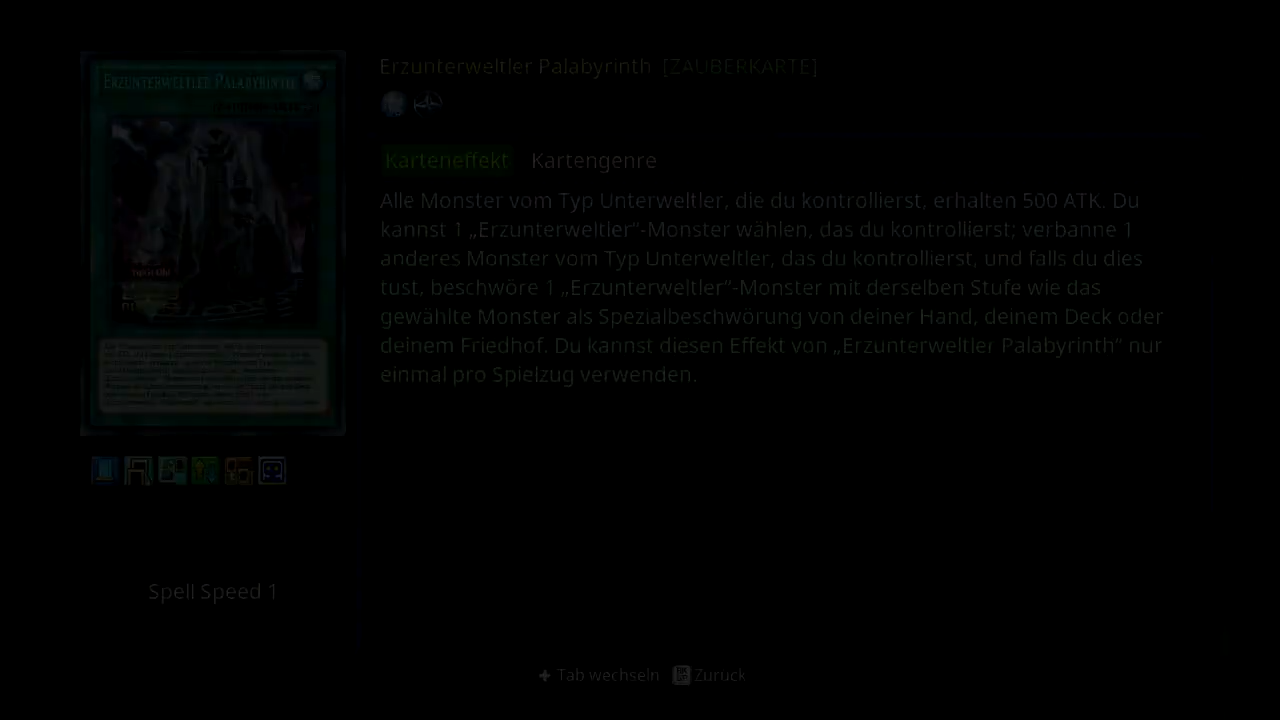 Erzunterweltler Palabyrinth
Erzunterweltler Palabyrinth [ZAUBERKARTE]
Karteneffekt Kartengenre
Alle Monster vom Typ Unterweltler, die du kontrollierst, erhalten 500 ATK. Du
kannst 1 „Erzunterweltler“-Monster wählen, das du kontrollierst; verbanne 1
anderes Monster vom Typ Unterweltler, das du kontrollierst, und falls du dies
tust, beschwöre 1 „Erzunterweltler“-Monster mit derselben Stufe wie das
gewählte Monster als Spezialbeschwörung von deiner Hand, deinem Deck oder
deinem Friedhof. Du kannst diesen Effekt von „Erzunterweltler Palabyrinth“ nur
einmal pro Spielzug verwenden.
Spell Speed 1
Tab wechseln Zurück